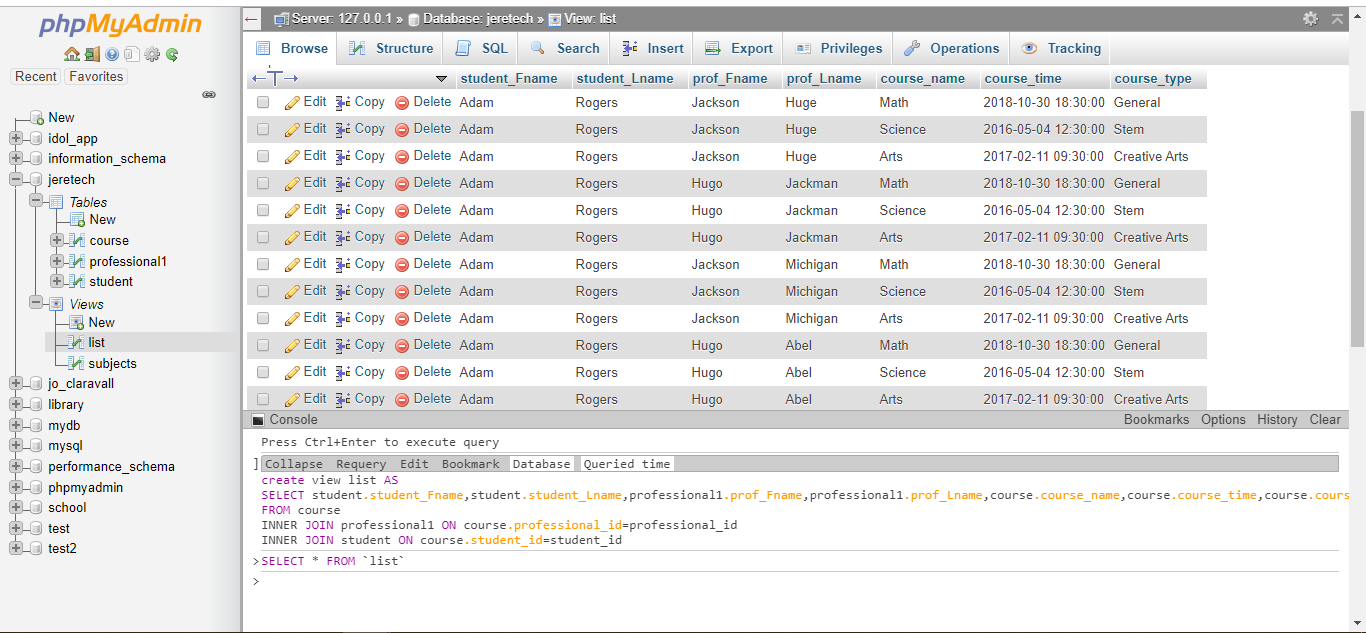 phpMyAdmin
Recent Favorites
New
idol_app
information_schema
jeretech
Tables
New
course
professional1
student
Views
New
list
subjects
jo_claravall
library
mydb
mysql
performance_schema
phpmyadmin
school
test
test2
Server: 127.0.0.1 » Database: jeretech » View: list
Browse Structure SQL Search Insert Export Privileges Operations Tracking
student_Fname student_Lname prof_Fname prof_Lname course_name course_time course_type
Edit Copy Delete Adam Rogers Jackson Huge Math 2018-10-30 18:30:00 General
Edit Copy Delete Adam Rogers Jackson Huge Science 2016-05-04 12:30:00 Stem
Edit Copy Delete Adam Rogers Jackson Huge Arts 2017-02-11 09:30:00 Creative Arts
Edit Copy Delete Adam Rogers Hugo Jackman Math 2018-10-30 18:30:00 General
Edit Copy Delete Adam Rogers Hugo Jackman Science 2016-05-04 12:30:00 Stem
Edit Copy Delete Adam Rogers Hugo Jackman Arts 2017-02-11 09:30:00 Creative Arts
Edit Copy Delete Adam Rogers Jackson Michigan Math 2018-10-30 18:30:00 General
Edit Copy Delete Adam Rogers Jackson Michigan Science 2016-05-04 12:30:00 Stem
Edit Copy Delete Adam Rogers Jackson Michigan Arts 2017-02-11 09:30:00 Creative Arts
Edit Copy Delete Adam Rogers Hugo Abel Math 2018-10-30 18:30:00 General
Edit Copy Delete Adam Rogers Hugo Abel Science 2016-05-04 12:30:00 Stem
Edit Copy Delete Adam Rogers Hugo Abel Arts 2017-02-11 09:30:00 Creative Arts
Console Bookmarks Options History Clear
Press Ctrl+Enter to execute query
] Collapse Requery Edit Bookmark Database Queried time
create view list AS
SELECT student.student_Fname,student.student_Lname,professional1.prof_Fname,professional1.prof_Lname,course.course_name,course.course_time,course.cours
FROM course
INNER JOIN professional1 ON course.professional_id=professional_id
INNER JOIN student ON course.student_id=student_id
>SELECT * FROM `list`
>